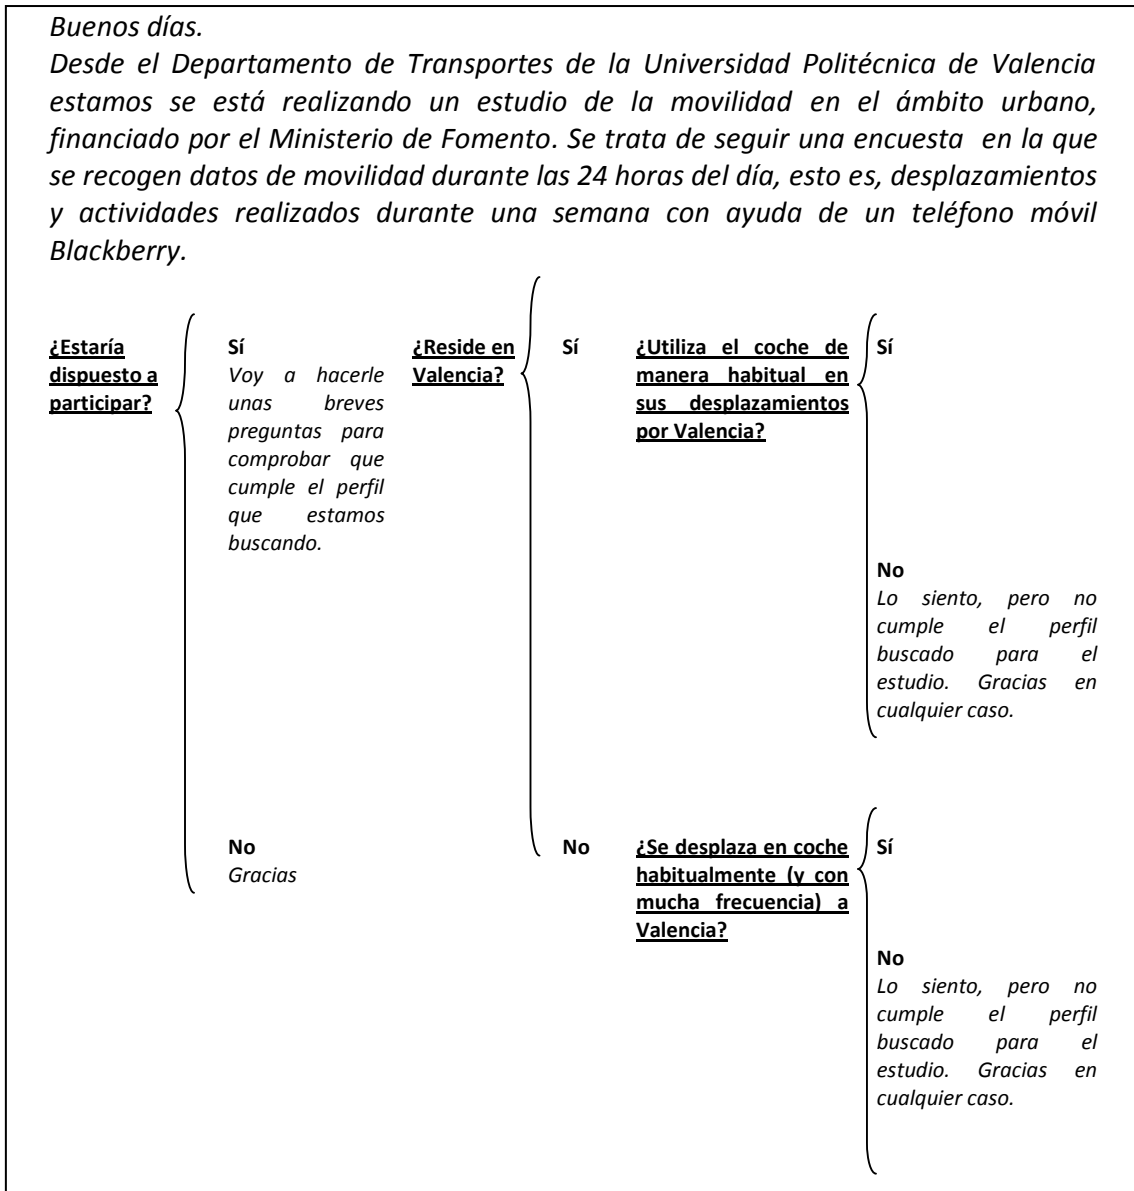 Buenos días.
Desde el Departamento de Transportes de la Universidad Politécnica de Valencia
estamos se está realizando un estudio de la movilidad en el ámbito urbano,
financiado por el Ministerio de Fomento. Se trata de seguir una encuesta en la que
se recogen datos de movilidad durante las 24 horas del día, esto es, desplazamientos
y actividades realizados durante una semana con ayuda de un teléfono móvil
Blackberry.
¿Estaría
dispuesto a
participar?
Sí
Voy a hacerle
unas breves
preguntas para
comprobar que
cumple el perfil
que estamos
buscando.
¿Reside en
Valencia?
Sí
¿Utiliza el coche de
manera habitual en
sus desplazamientos
por Valencia?
Sí
No
Lo siento, pero no
cumple el perfil
buscado para el
estudio. Gracias en
cualquier caso.
No
Gracias
No
¿Se desplaza en coche
habitualmente (y con
mucha frecuencia) a
Valencia?
Sí
No
Lo siento, pero no
cumple el perfil
buscado para el
estudio. Gracias en
cualquier caso.